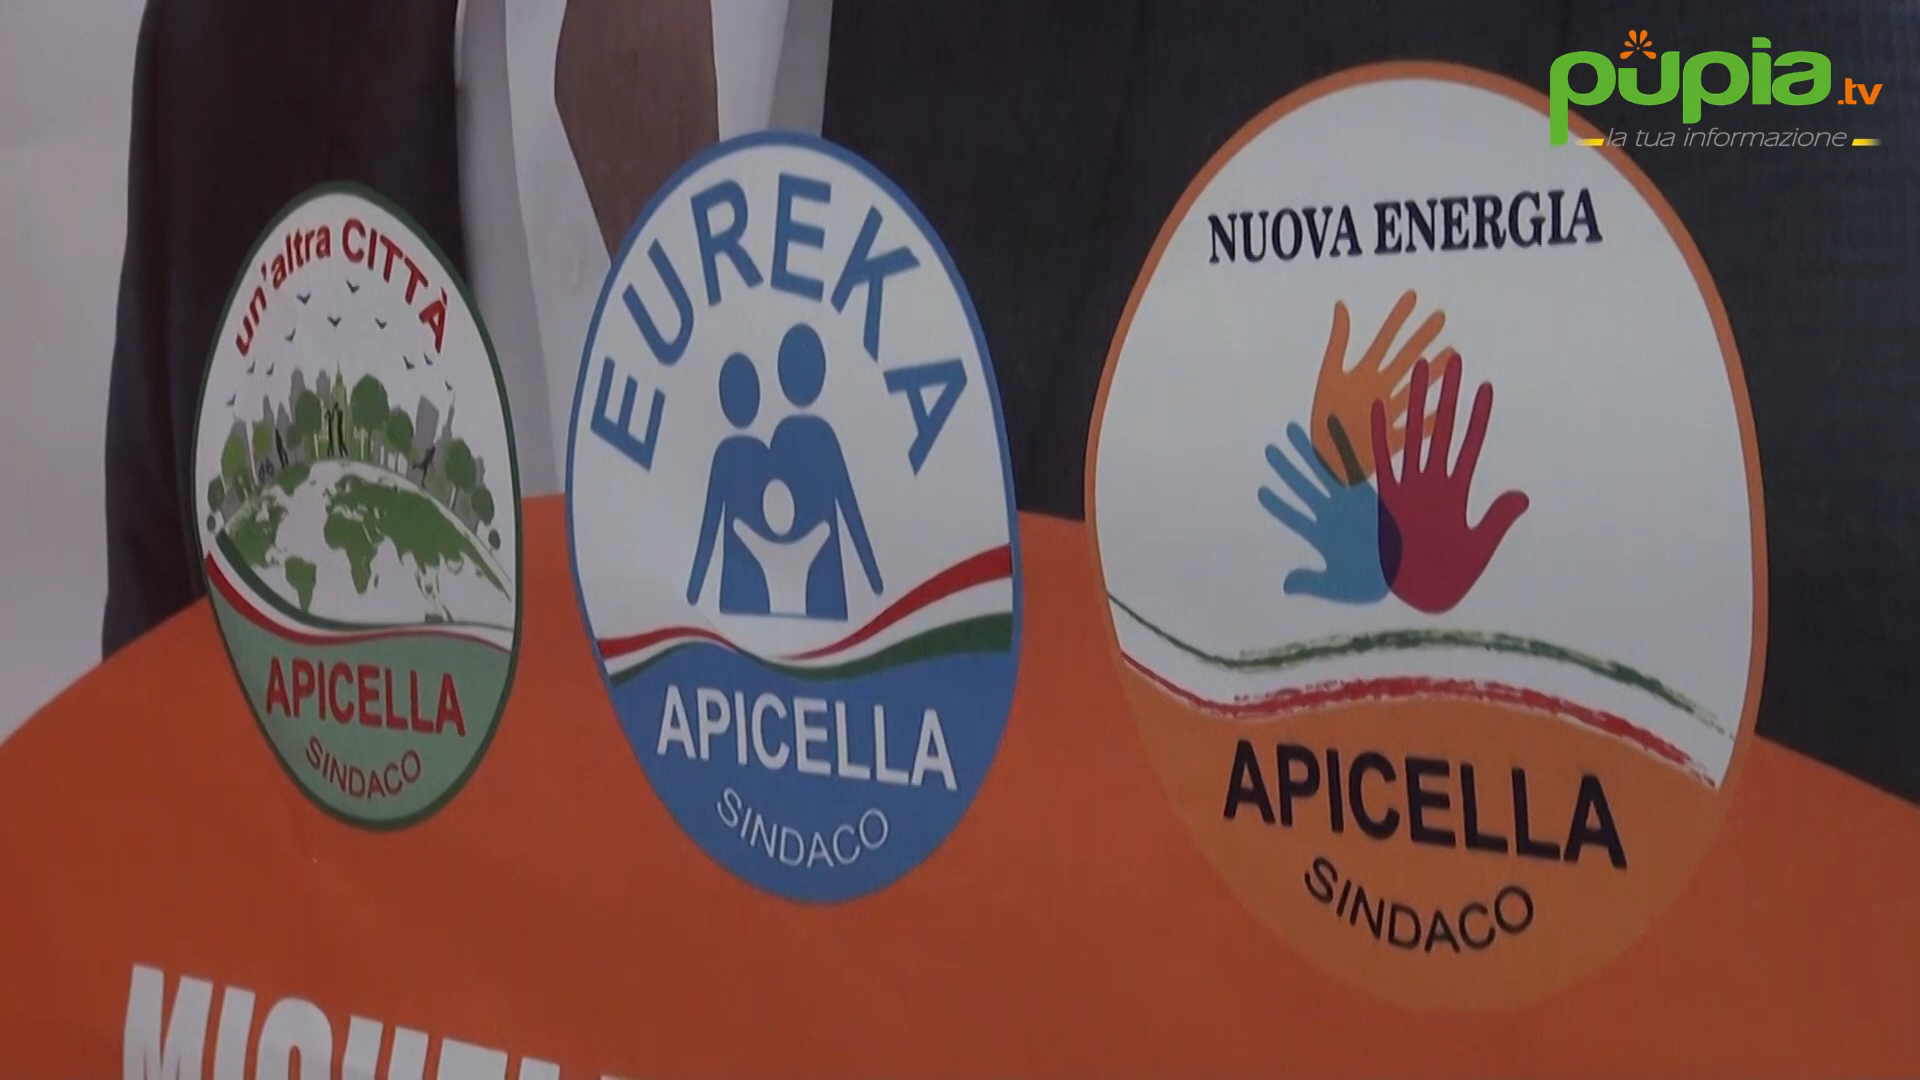 pupia.tv
la tua informazione
un'altra CITTÀ
APICELLA
SINDACO
EUREKA
APICELLA
SINDACO
NUOVA ENERGIA
APICELLA
SINDACO